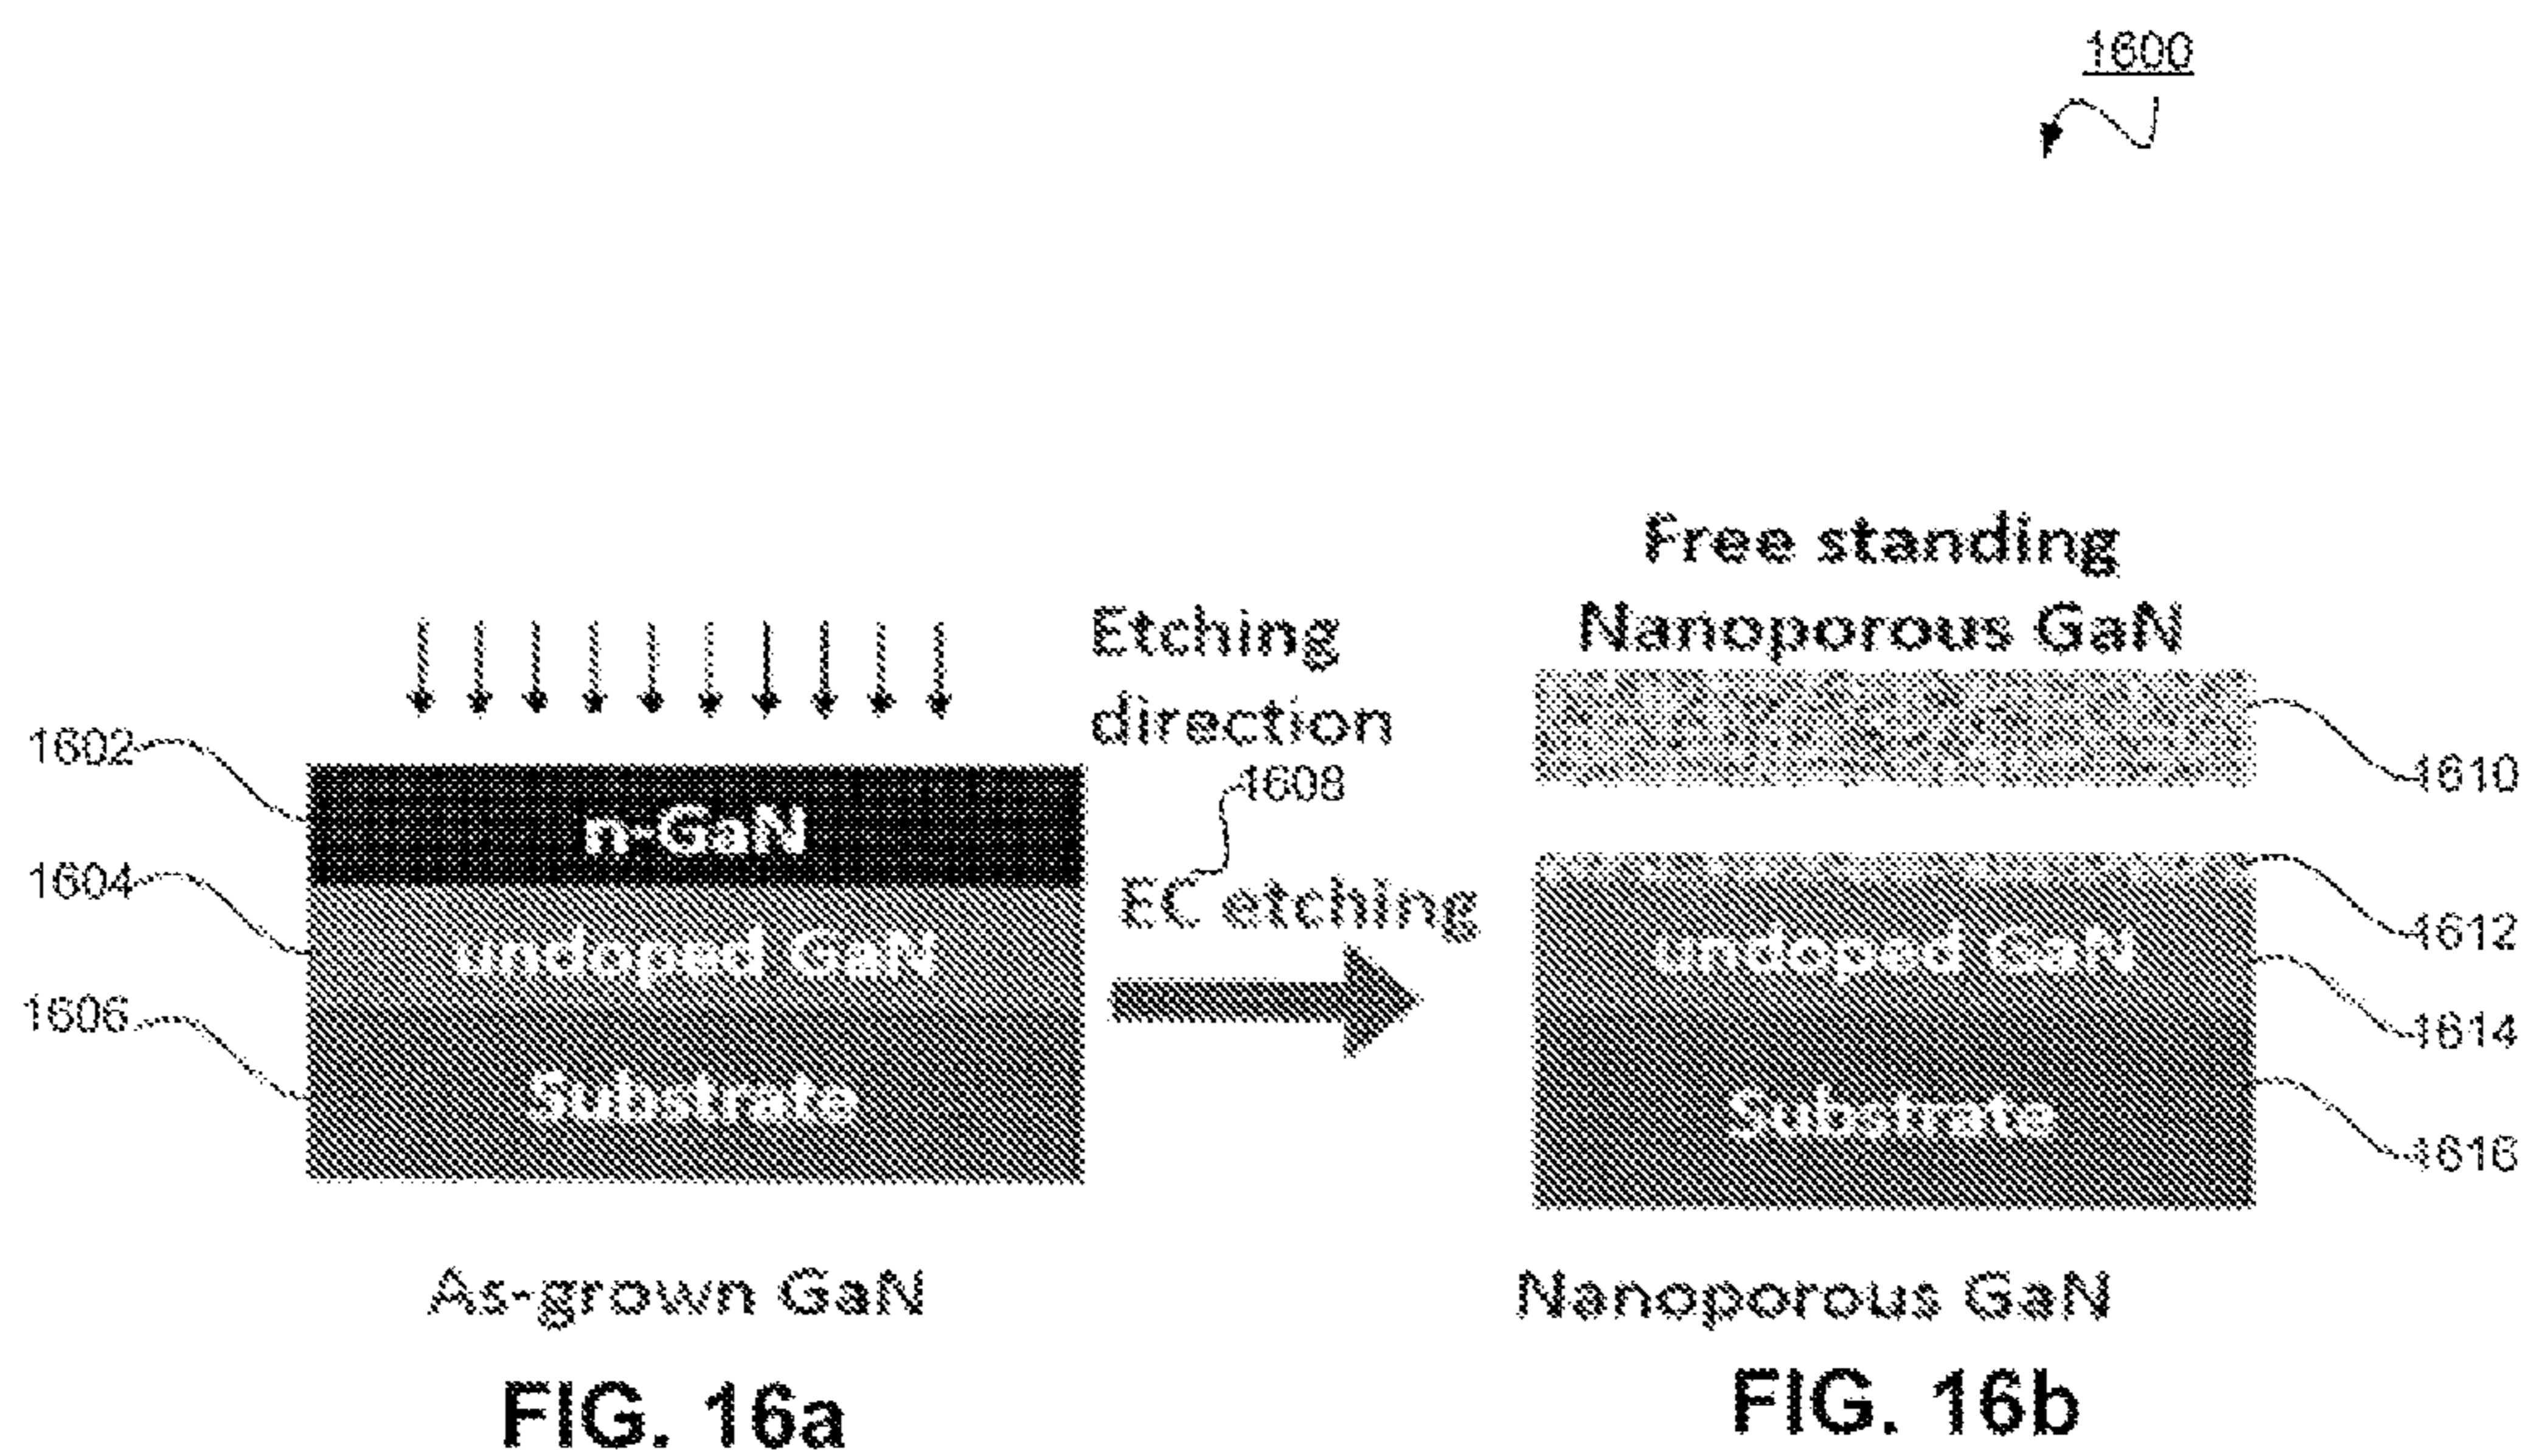 1600
Free standing
Nanoporous GaN
Etching
direction
1602
1608
1610
n-GaN
1604
EC etching
1612
undoped GaN
undoped GaN
1606
1614
Substrate
Substrate
1616
As-grown GaN
Nanoporous GaN
FIG. 16a
FIG. 16b